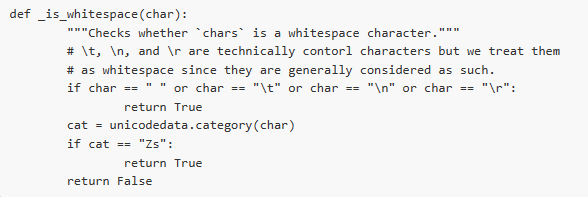 def _is_whitespace(char):
        """Checks whether `chars` is a whitespace character."""
        # \t, \n, and \r are technically contorl characters but we treat them
        # as whitespace since they are generally considered as such.
        if char == " " or char == "\t" or char == "\n" or char == "\r":
                return True
        cat = unicodedata.category(char)
        if cat == "Zs":
                return True
        return False